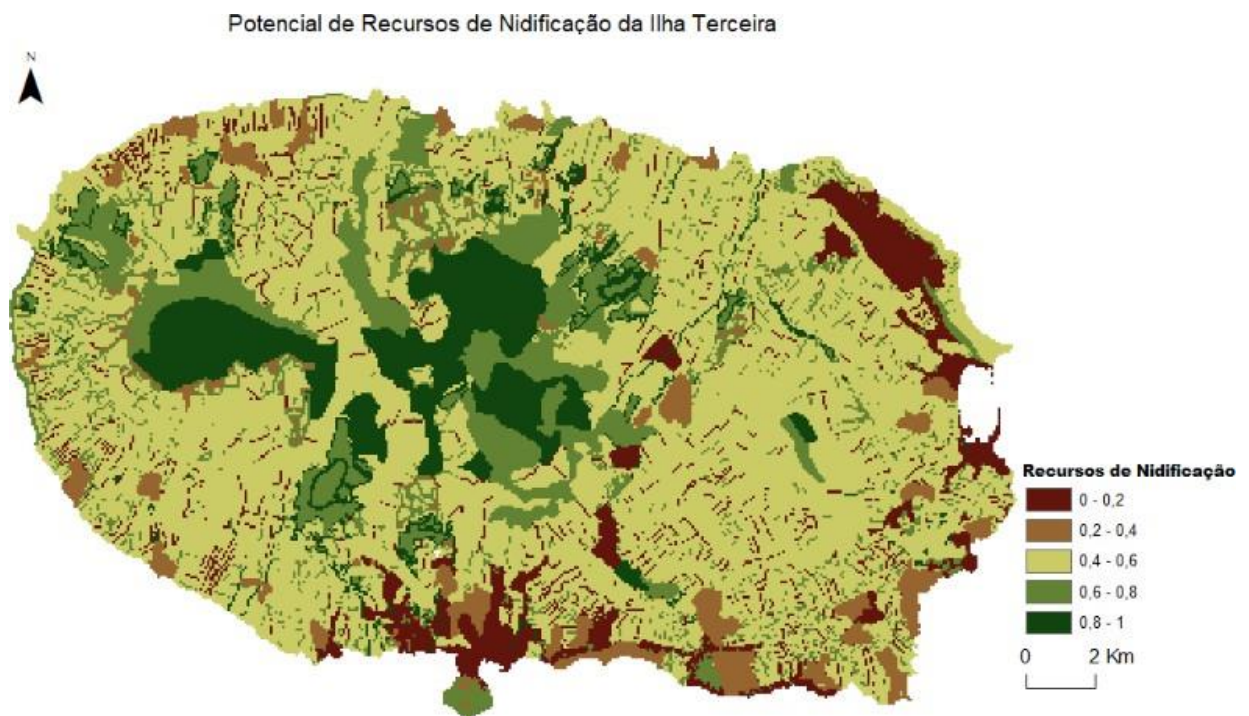 Potencial de Recursos de Nidificação da Ilha Terceira
N
Recursos de Nidificação
0 - 0,2
0,2 - 0,4
0,4 - 0,6
0,6 - 0,8
0,8 - 1
0 2 Km